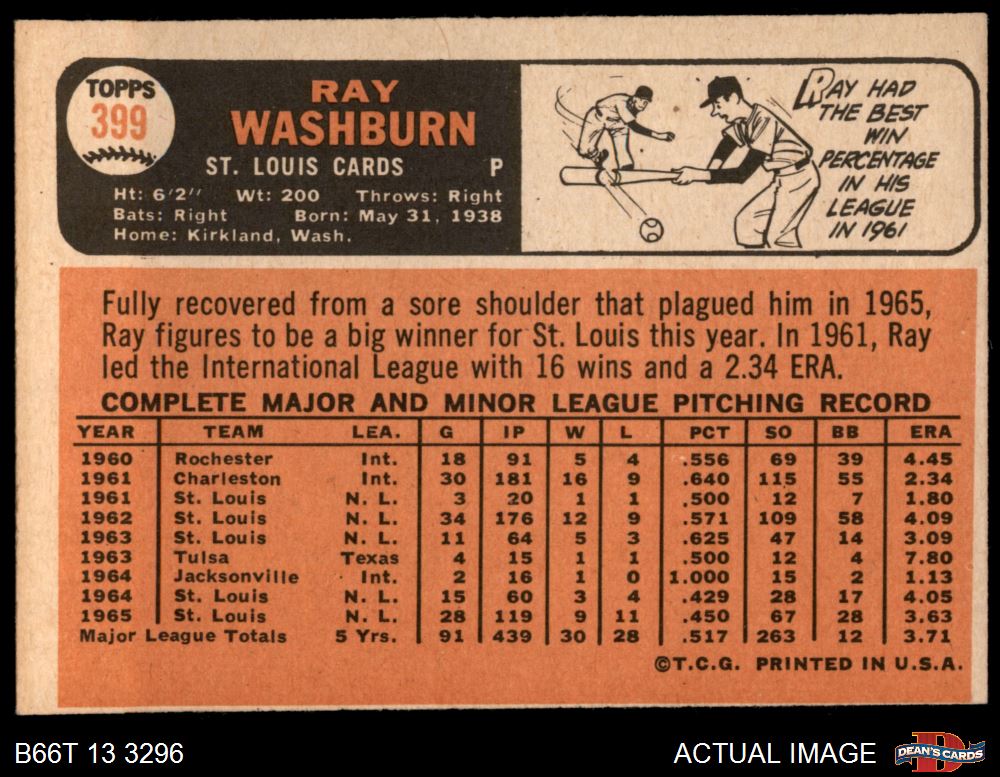 TOPPS
399
RAY
WASHBURN
ST. LOUIS CARDS P
Ht: 6'2" Wt: 200 Throws: Right
Bats: Right Born: May 31, 1938
Home: Kirkland, Wash.
RAY HAD
THE BEST
WIN
PERCENTAGE
IN HIS
LEAGUE
IN 1961
Fully recovered from a sore shoulder that plagued him in 1965,
Ray figures to be a big winner for St. Louis this year. In 1961, Ray
led the International League with 16 wins and a 2.34 ERA.
COMPLETE MAJOR AND MINOR LEAGUE PITCHING RECORD
YEAR TEAM LEA. G IP W L PCT SO BB ERA
1960 Rochester Int. 18 91 5 4 .556 69 39 4.45
1961 Charleston Int. 30 181 16 9 .640 115 55 2.34
1961 St. Louis N. L. 3 20 1 1 .500 12 7 1.80
1962 St. Louis N. L. 34 176 12 9 .571 109 58 4.09
1963 St. Louis N. L. 11 64 5 3 .625 47 14 3.09
1963 Tulsa Texas 4 15 1 1 .500 12 4 7.80
1964 Jacksonville Int. 2 16 1 0 1.000 15 2 1.13
1964 St. Louis N. L. 15 60 3 4 .429 28 17 4.05
1965 St. Louis N. L. 28 119 9 11 .450 67 28 3.63
Major League Totals 5 Yrs. 91 439 30 28 .517 263 12 3.71
©T.C.G. PRINTED IN U.S.A.
B66T 13 3296 ACTUAL IMAGE
DEAN'S CARDS